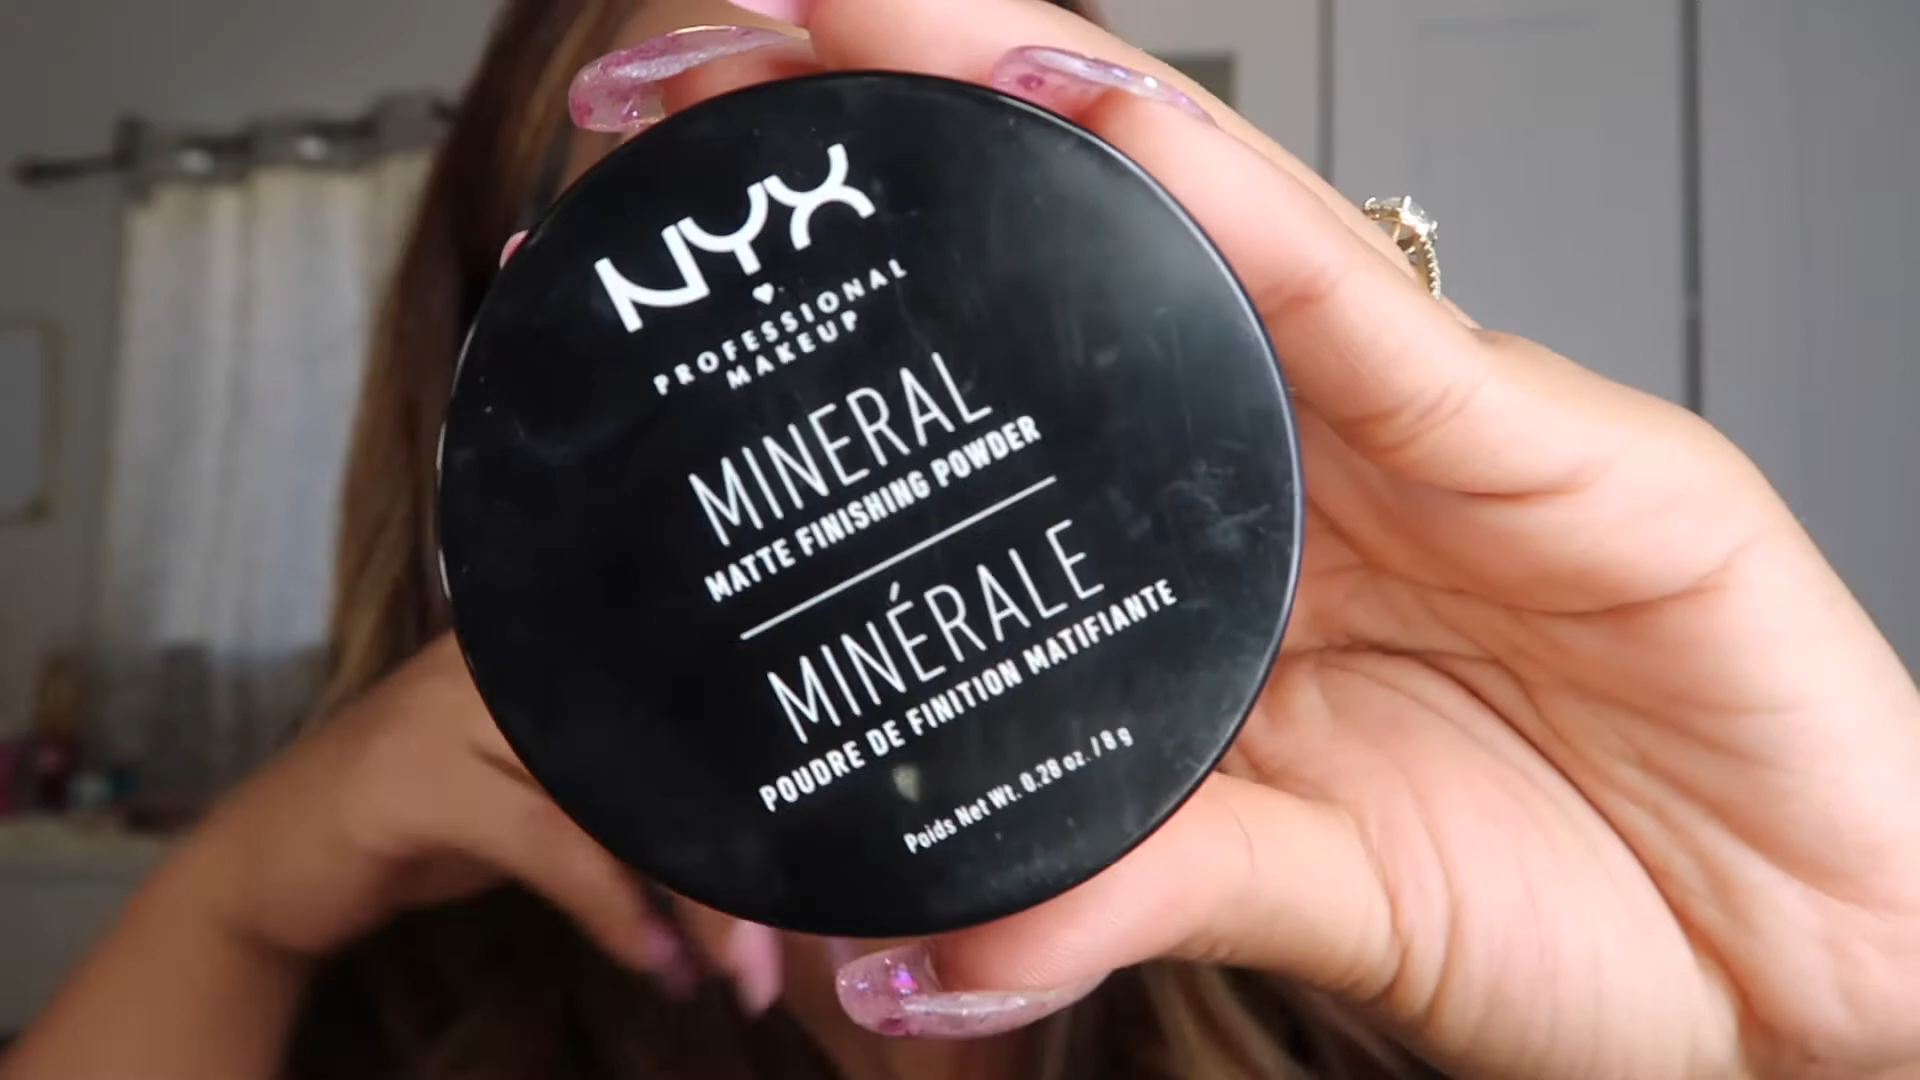 NYX
PROFESSIONAL
MAKEUP
MINERAL
MATTE FINISHING POWDER
MINÉRALE
POUDRE DE FINITION MATIFIANTE
Poids Net Wt. 0.28 oz. / 8 g